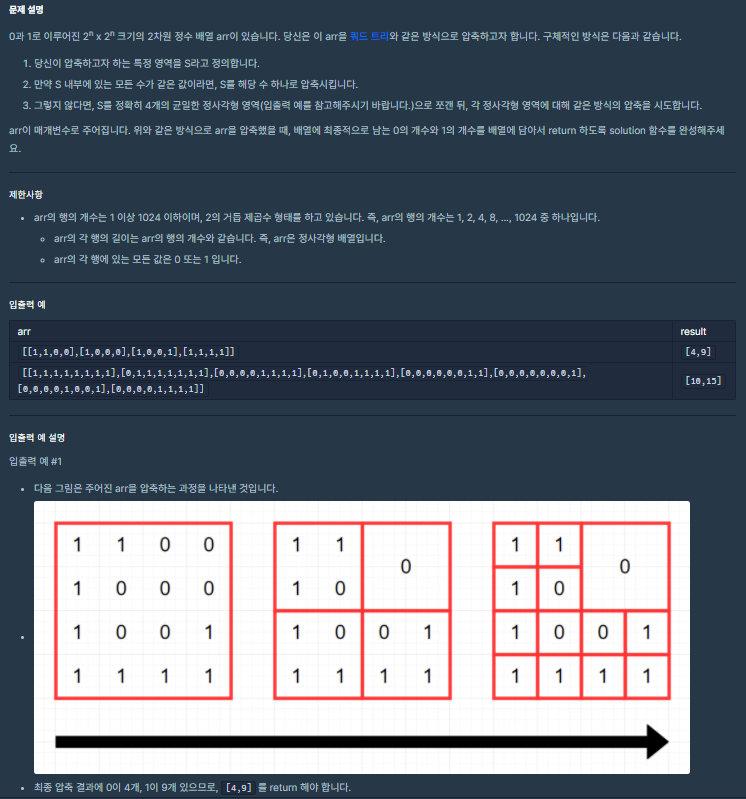 문제 설명
0과 1로 이루어진 2ⁿ x 2ⁿ 크기의 2차원 정수 배열 arr이 있습니다. 당신은 이 arr을 쿼드 트리와 같은 방식으로 압축하고자 합니다. 구체적인 방식은 다음과 같습니다.
1. 당신이 압축하고자 하는 특정 영역을 S라고 정의합니다.
2. 만약 S 내부에 있는 모든 수가 같은 값이라면, S를 해당 수 하나로 압축시킵니다.
3. 그렇지 않다면, S를 정확히 4개의 균일한 정사각형 영역(입출력 예를 참고해주시기 바랍니다.)으로 쪼갠 뒤, 각 정사각형 영역에 대해 같은 방식의 압축을 시도합니다.
arr이 매개변수로 주어집니다. 위와 같은 방식으로 arr을 압축했을 때, 배열에 최종적으로 남는 0의 개수와 1의 개수를 배열에 담아서 return 하도록 solution 함수를 완성해주세
요.
제한사항
• arr의 행의 개수는 1 이상 1024 이하이며, 2의 거듭 제곱수 형태를 하고 있습니다. 즉, arr의 행의 개수는 1, 2, 4, 8, ..., 1024 중 하나입니다.
◦ arr의 각 행의 길이는 arr의 행의 개수와 같습니다. 즉, arr은 정사각형 배열입니다.
◦ arr의 각 행에 있는 모든 값은 0 또는 1 입니다.
입출력 예
arr result
[[1,1,0,0],[1,0,0,0],[1,0,0,1],[1,1,1,1]] [4,9]
[[1,1,1,1,1,1,1,1],[0,1,1,1,1,1,1,1],[0,0,0,0,1,1,1,1],[0,1,0,0,1,1,1,1],[0,0,0,0,0,0,1,1],[0,0,0,0,0,0,0,1], [10,15]
[0,0,0,0,1,0,0,1],[0,0,0,0,1,1,1,1]]
입출력 예 설명
입출력 예 #1
• 다음 그림은 주어진 arr을 압축하는 과정을 나타낸 것입니다.
1 1 0 0 1 1 0 1 1 0
1 0 0 0 1 0 1 0
1 0 0 1 1 0 0 1 1 0 0 1
1 1 1 1 1 1 1 1 1 1 1 1
• 최종 압축 결과에 0이 4개, 1이 9개 있으므로, [4,9] 를 return 해야 합니다.